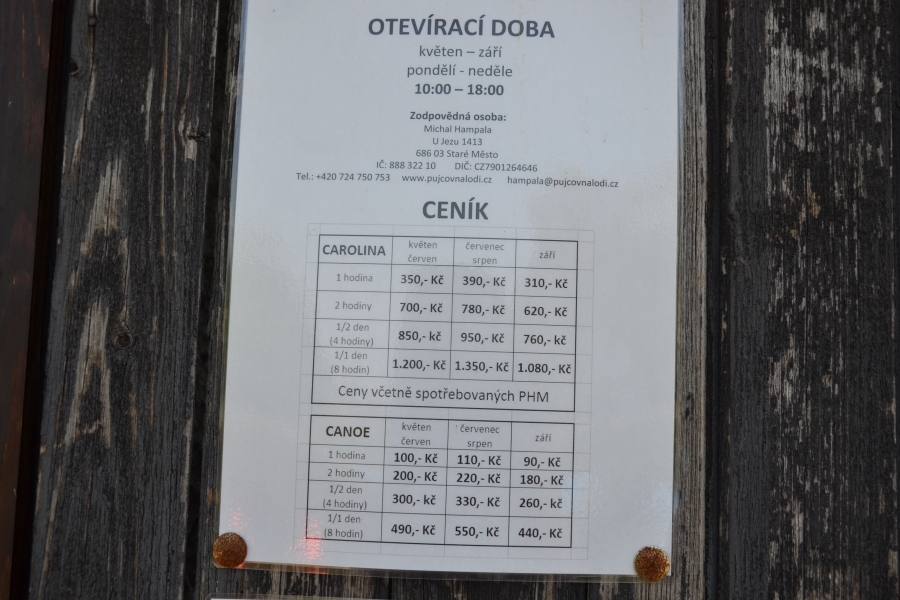 OTEVÍRACÍ DOBA
květen – září
pondělí - neděle
10:00 – 18:00
Zodpovědná osoba:
Michal Hampala
U Jezu 1413
686 03 Staré Město
IČ: 888 322 10 DIČ: CZ7901264646
Tel.: +420 724 750 753 www.pujcovnalodi.cz hampala@pujcovnalodi.cz
CENÍK
CAROLINA květen červen červenec srpen září
1 hodina 350,- Kč 390,- Kč 310,- Kč
2 hodiny 700,- Kč 780,- Kč 620,- Kč
1/2 den (4 hodiny) 850,- kč 950,- Kč 760,- kč
1/1 den (8 hodin) 1.200,- Kč 1.350,- Kč 1.080,- Kč
Ceny včetně spotřebovaných PHM
CANOE květen červen červenec srpen září
1 hodina 100,- Kč 110,- Kč 90,- Kč
2 hodiny 200,- Kč 220,- Kč 180,- Kč
1/2 den (4 hodiny) 300,- kč 330,- Kč 260,- kč
1/1 den (8 hodin) 490,- Kč 550,- Kč 440,- Kč